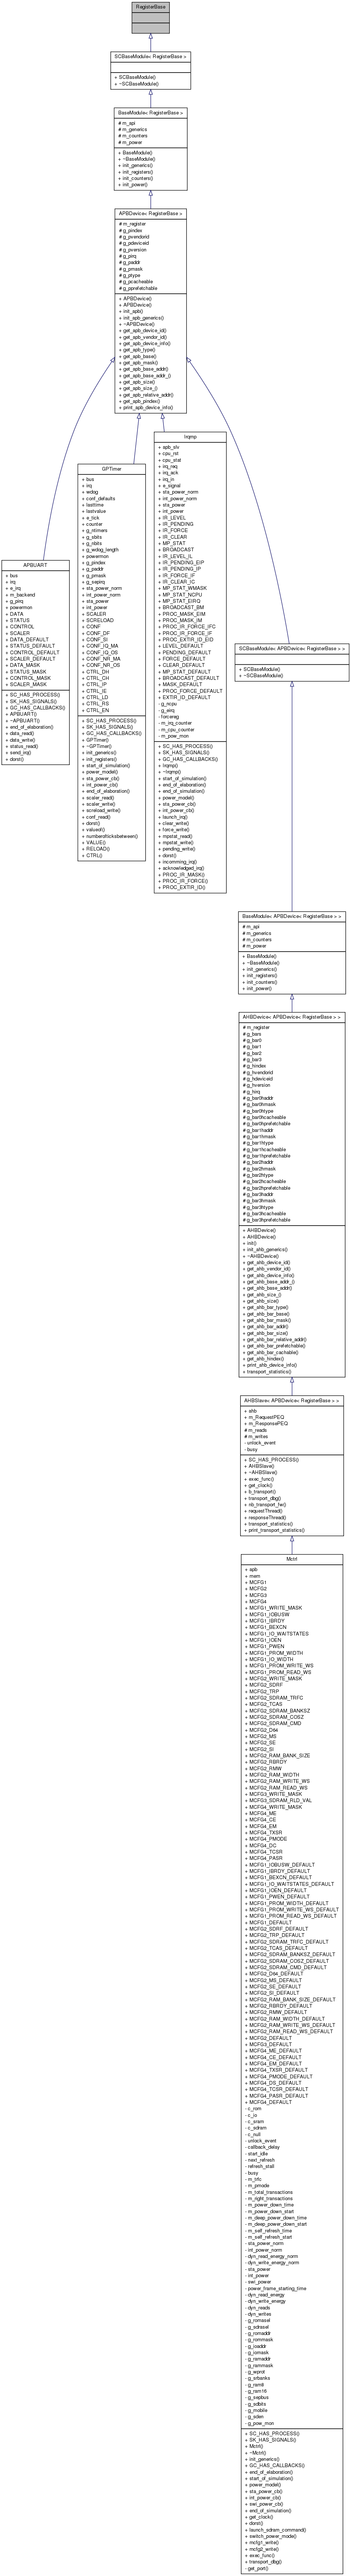 RegisterBase
SCBaseModule< RegisterBase >
+ SCBaseModule()
+ ~SCBaseModule()
BaseModule< RegisterBase >
# m_api
# m_generics
# m_counters
# m_power
+ BaseModule()
+ ~BaseModule()
+ init_generics()
+ init_registers()
+ init_counters()
+ init_power()
APBDevice< RegisterBase >
# m_register
# g_pindex
# g_pvendorid
# g_pdeviceid
# g_pversion
# g_pirq
# g_paddr
# g_pmask
# g_ptype
# g_pcacheable
# g_pprefetchable
+ APBDevice()
+ APBDevice()
+ init_apb()
+ init_apb_generics()
+ ~APBDevice()
+ get_apb_device_id()
+ get_apb_vendor_id()
+ get_apb_device_info()
+ get_apb_type()
+ get_apb_base()
+ get_apb_mask()
+ get_apb_base_addr()
+ get_apb_base_addr_()
+ get_apb_size()
+ get_apb_size_()
+ get_apb_relative_addr()
+ get_apb_pindex()
+ print_apb_device_info()
APBUART
+ bus
+ irq
+ e_irq
+ m_backend
+ g_pirq
+ powermon
+ DATA
+ STATUS
+ CONTROL
+ SCALER
+ DATA_DEFAULT
+ STATUS_DEFAULT
+ CONTROL_DEFAULT
+ SCALER_DEFAULT
+ DATA_MASK
+ STATUS_MASK
+ CONTROL_MASK
+ SCALER_MASK
+ SC_HAS_PROCESS()
+ SK_HAS_SIGNALS()
+ GC_HAS_CALLBACKS()
+ APBUART()
+ ~APBUART()
+ end_of_elaboration()
+ data_read()
+ data_write()
+ status_read()
+ send_irq()
+ dorst()
GPTimer
+ bus
+ irq
+ wdog
+ conf_defaults
+ lasttime
+ lastvalue
+ e_tick
+ counter
+ g_ntimers
+ g_sbits
+ g_nbits
+ g_wdog_length
+ powermon
+ g_pindex
+ g_paddr
+ g_pmask
+ g_sepirq
+ sta_power_norm
+ int_power_norm
+ sta_power
+ int_power
+ SCALER
+ SCRELOAD
+ CONF
+ CONF_DF
+ CONF_SI
+ CONF_IQ_MA
+ CONF_IQ_OS
+ CONF_NR_MA
+ CONF_NR_OS
+ CTRL_DH
+ CTRL_CH
+ CTRL_IP
+ CTRL_IE
+ CTRL_LD
+ CTRL_RS
+ CTRL_EN
+ SC_HAS_PROCESS()
+ SK_HAS_SIGNALS()
+ GC_HAS_CALLBACKS()
+ GPTimer()
+ ~GPTimer()
+ init_generics()
+ init_registers()
+ start_of_simulation()
+ power_model()
+ sta_power_cb()
+ int_power_cb()
+ end_of_elaboration()
+ scaler_read()
+ scaler_write()
+ screload_write()
+ conf_read()
+ dorst()
+ valueof()
+ numberofticksbetween()
+ VALUE()
+ RELOAD()
+ CTRL()
Irqmp
+ apb_slv
+ cpu_rst
+ cpu_stat
+ irq_req
+ irq_ack
+ irq_in
+ e_signal
+ sta_power_norm
+ int_power_norm
+ sta_power
+ int_power
+ IR_LEVEL
+ IR_PENDING
+ IR_FORCE
+ IR_CLEAR
+ MP_STAT
+ BROADCAST
+ IR_LEVEL_IL
+ IR_PENDING_EIP
+ IR_PENDING_IP
+ IR_FORCE_IF
+ IR_CLEAR_IC
+ MP_STAT_WMASK
+ MP_STAT_NCPU
+ MP_STAT_EIRQ
+ BROADCAST_BM
+ PROC_MASK_EIM
+ PROC_MASK_IM
+ PROC_IR_FORCE_IFC
+ PROC_IR_FORCE_IF
+ PROC_EXTIR_ID_EID
+ LEVEL_DEFAULT
+ PENDING_DEFAULT
+ FORCE_DEFAULT
+ CLEAR_DEFAULT
+ MP_STAT_DEFAULT
+ BROADCAST_DEFAULT
+ MASK_DEFAULT
+ PROC_FORCE_DEFAULT
+ EXTIR_ID_DEFAULT
- g_ncpu
- g_eirq
- forcereg
- m_irq_counter
- m_cpu_counter
- m_pow_mon
+ SC_HAS_PROCESS()
+ SK_HAS_SIGNALS()
+ GC_HAS_CALLBACKS()
+ Irqmp()
+ ~Irqmp()
+ start_of_simulation()
+ end_of_elaboration()
+ end_of_simulation()
+ power_model()
+ sta_power_cb()
+ int_power_cb()
+ launch_irq()
+ clear_write()
+ force_write()
+ mpstat_read()
+ mpstat_write()
+ pending_write()
+ dorst()
+ incomming_irq()
+ acknowledged_irq()
+ PROC_IR_MASK()
+ PROC_IR_FORCE()
+ PROC_EXTIR_ID()
SCBaseModule< APBDevice< RegisterBase > >
+ SCBaseModule()
+ ~SCBaseModule()
BaseModule< APBDevice< RegisterBase > >
# m_api
# m_generics
# m_counters
# m_power
+ BaseModule()
+ ~BaseModule()
+ init_generics()
+ init_registers()
+ init_counters()
+ init_power()
AHBDevice< APBDevice< RegisterBase > >
# m_register
# g_bars
# g_bar0
# g_bar1
# g_bar2
# g_bar3
# g_hindex
# g_hvendorid
# g_hdeviceid
# g_hversion
# g_hirq
# g_bar0haddr
# g_bar0hmask
# g_bar0htype
# g_bar0hcacheable
# g_bar0hprefetchable
# g_bar1haddr
# g_bar1hmask
# g_bar1htype
# g_bar1hcacheable
# g_bar1hprefetchable
# g_bar2haddr
# g_bar2hmask
# g_bar2htype
# g_bar2hcacheable
# g_bar2hprefetchable
# g_bar3haddr
# g_bar3hmask
# g_bar3htype
# g_bar3hcacheable
# g_bar3hprefetchable
+ AHBDevice()
+ AHBDevice()
+ init()
+ init_ahb_generics()
+ ~AHBDevice()
+ get_ahb_device_id()
+ get_ahb_vendor_id()
+ get_ahb_device_info()
+ get_ahb_base_addr_()
+ get_ahb_base_addr()
+ get_ahb_size_()
+ get_ahb_size()
+ get_ahb_bar_type()
+ get_ahb_bar_base()
+ get_ahb_bar_mask()
+ get_ahb_bar_addr()
+ get_ahb_bar_size()
+ get_ahb_bar_relative_addr()
+ get_ahb_bar_prefetchable()
+ get_ahb_bar_cachable()
+ get_ahb_hindex()
+ print_ahb_device_info()
+ transport_statistics()
AHBSlave< APBDevice< RegisterBase > >
+ ahb
+ m_RequestPEQ
+ m_ResponsePEQ
# m_reads
# m_writes
- unlock_event
- busy
+ SC_HAS_PROCESS()
+ AHBSlave()
+ ~AHBSlave()
+ exec_func()
+ get_clock()
+ b_transport()
+ transport_dbg()
+ nb_transport_fw()
+ requestThread()
+ responseThread()
+ transport_statistics()
+ print_transport_statistics()
Mctrl
+ apb
+ mem
+ MCFG1
+ MCFG2
+ MCFG3
+ MCFG4
+ MCFG1_WRITE_MASK
+ MCFG1_IOBUSW
+ MCFG1_IBRDY
+ MCFG1_BEXCN
+ MCFG1_IO_WAITSTATES
+ MCFG1_IOEN
+ MCFG1_PWEN
+ MCFG1_PROM_WIDTH
+ MCFG1_IO_WIDTH
+ MCFG1_PROM_WRITE_WS
+ MCFG1_PROM_READ_WS
+ MCFG2_WRITE_MASK
+ MCFG2_SDRF
+ MCFG2_TRP
+ MCFG2_SDRAM_TRFC
+ MCFG2_TCAS
+ MCFG2_SDRAM_BANKSZ
+ MCFG2_SDRAM_COSZ
+ MCFG2_SDRAM_CMD
+ MCFG2_D64
+ MCFG2_MS
+ MCFG2_SE
+ MCFG2_SI
+ MCFG2_RAM_BANK_SIZE
+ MCFG2_RBRDY
+ MCFG2_RMW
+ MCFG2_RAM_WIDTH
+ MCFG2_RAM_WRITE_WS
+ MCFG2_RAM_READ_WS
+ MCFG3_WRITE_MASK
+ MCFG3_SDRAM_RLD_VAL
+ MCFG4_WRITE_MASK
+ MCFG4_ME
+ MCFG4_CE
+ MCFG4_EM
+ MCFG4_TXSR
+ MCFG4_PMODE
+ MCFG4_DC
+ MCFG4_TCSR
+ MCFG4_PASR
+ MCFG1_IOBUSW_DEFAULT
+ MCFG1_IBRDY_DEFAULT
+ MCFG1_BEXCN_DEFAULT
+ MCFG1_IO_WAITSTATES_DEFAULT
+ MCFG1_IOEN_DEFAULT
+ MCFG1_PWEN_DEFAULT
+ MCFG1_PROM_WIDTH_DEFAULT
+ MCFG1_PROM_WRITE_WS_DEFAULT
+ MCFG1_PROM_READ_WS_DEFAULT
+ MCFG1_DEFAULT
+ MCFG2_SDRF_DEFAULT
+ MCFG2_TRP_DEFAULT
+ MCFG2_SDRAM_TRFC_DEFAULT
+ MCFG2_TCAS_DEFAULT
+ MCFG2_SDRAM_BANKSZ_DEFAULT
+ MCFG2_SDRAM_COSZ_DEFAULT
+ MCFG2_SDRAM_CMD_DEFAULT
+ MCFG2_D64_DEFAULT
+ MCFG2_MS_DEFAULT
+ MCFG2_SE_DEFAULT
+ MCFG2_SI_DEFAULT
+ MCFG2_RAM_BANK_SIZE_DEFAULT
+ MCFG2_RBRDY_DEFAULT
+ MCFG2_RMW_DEFAULT
+ MCFG2_RAM_WIDTH_DEFAULT
+ MCFG2_RAM_WRITE_WS_DEFAULT
+ MCFG2_RAM_READ_WS_DEFAULT
+ MCFG2_DEFAULT
+ MCFG3_DEFAULT
+ MCFG4_ME_DEFAULT
+ MCFG4_CE_DEFAULT
+ MCFG4_EM_DEFAULT
+ MCFG4_TXSR_DEFAULT
+ MCFG4_PMODE_DEFAULT
+ MCFG4_DS_DEFAULT
+ MCFG4_TCSR_DEFAULT
+ MCFG4_PASR_DEFAULT
+ MCFG4_DEFAULT
- c_rom
- c_io
- c_sram
- c_sdram
- c_null
- unlock_event
- callback_delay
- start_idle
- next_refresh
- refresh_stall
- busy
- m_trfc
- m_pmode
- m_total_transactions
- m_right_transactions
- m_power_down_time
- m_power_down_start
- m_deep_power_down_time
- m_deep_power_down_start
- m_self_refresh_time
- m_self_refresh_start
- sta_power_norm
- int_power_norm
- dyn_read_energy_norm
- dyn_write_energy_norm
- sta_power
- int_power
- swi_power
- power_frame_starting_time
- dyn_read_energy
- dyn_write_energy
- dyn_reads
- dyn_writes
- g_romasel
- g_sdrasel
- g_romaddr
- g_rommask
- g_ioaddr
- g_iomask
- g_ramaddr
- g_rammask
- g_wprot
- g_srbanks
- g_ram8
- g_ram16
- g_sepbus
- g_sdbits
- g_mobile
- g_sden
- g_pow_mon
+ SC_HAS_PROCESS()
+ SK_HAS_SIGNALS()
+ Mctrl()
+ ~Mctrl()
+ init_generics()
+ GC_HAS_CALLBACKS()
+ end_of_elaboration()
+ start_of_simulation()
+ power_model()
+ sta_power_cb()
+ int_power_cb()
+ swi_power_cb()
+ end_of_simulation()
+ get_clock()
+ dorst()
+ launch_sdram_command()
+ switch_power_mode()
+ mcfg1_write()
+ mcfg2_write()
+ exec_func()
+ transport_dbg()
- get_port()